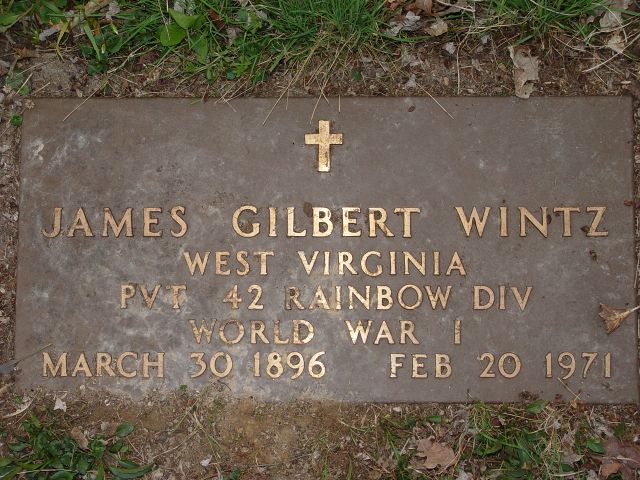 JAMES GILBERT WINTZ
WEST VIRGINIA
PVT 42 RAINBOW DIV
WORLD WAR I
MARCH 30 1896 FEB 20 1971